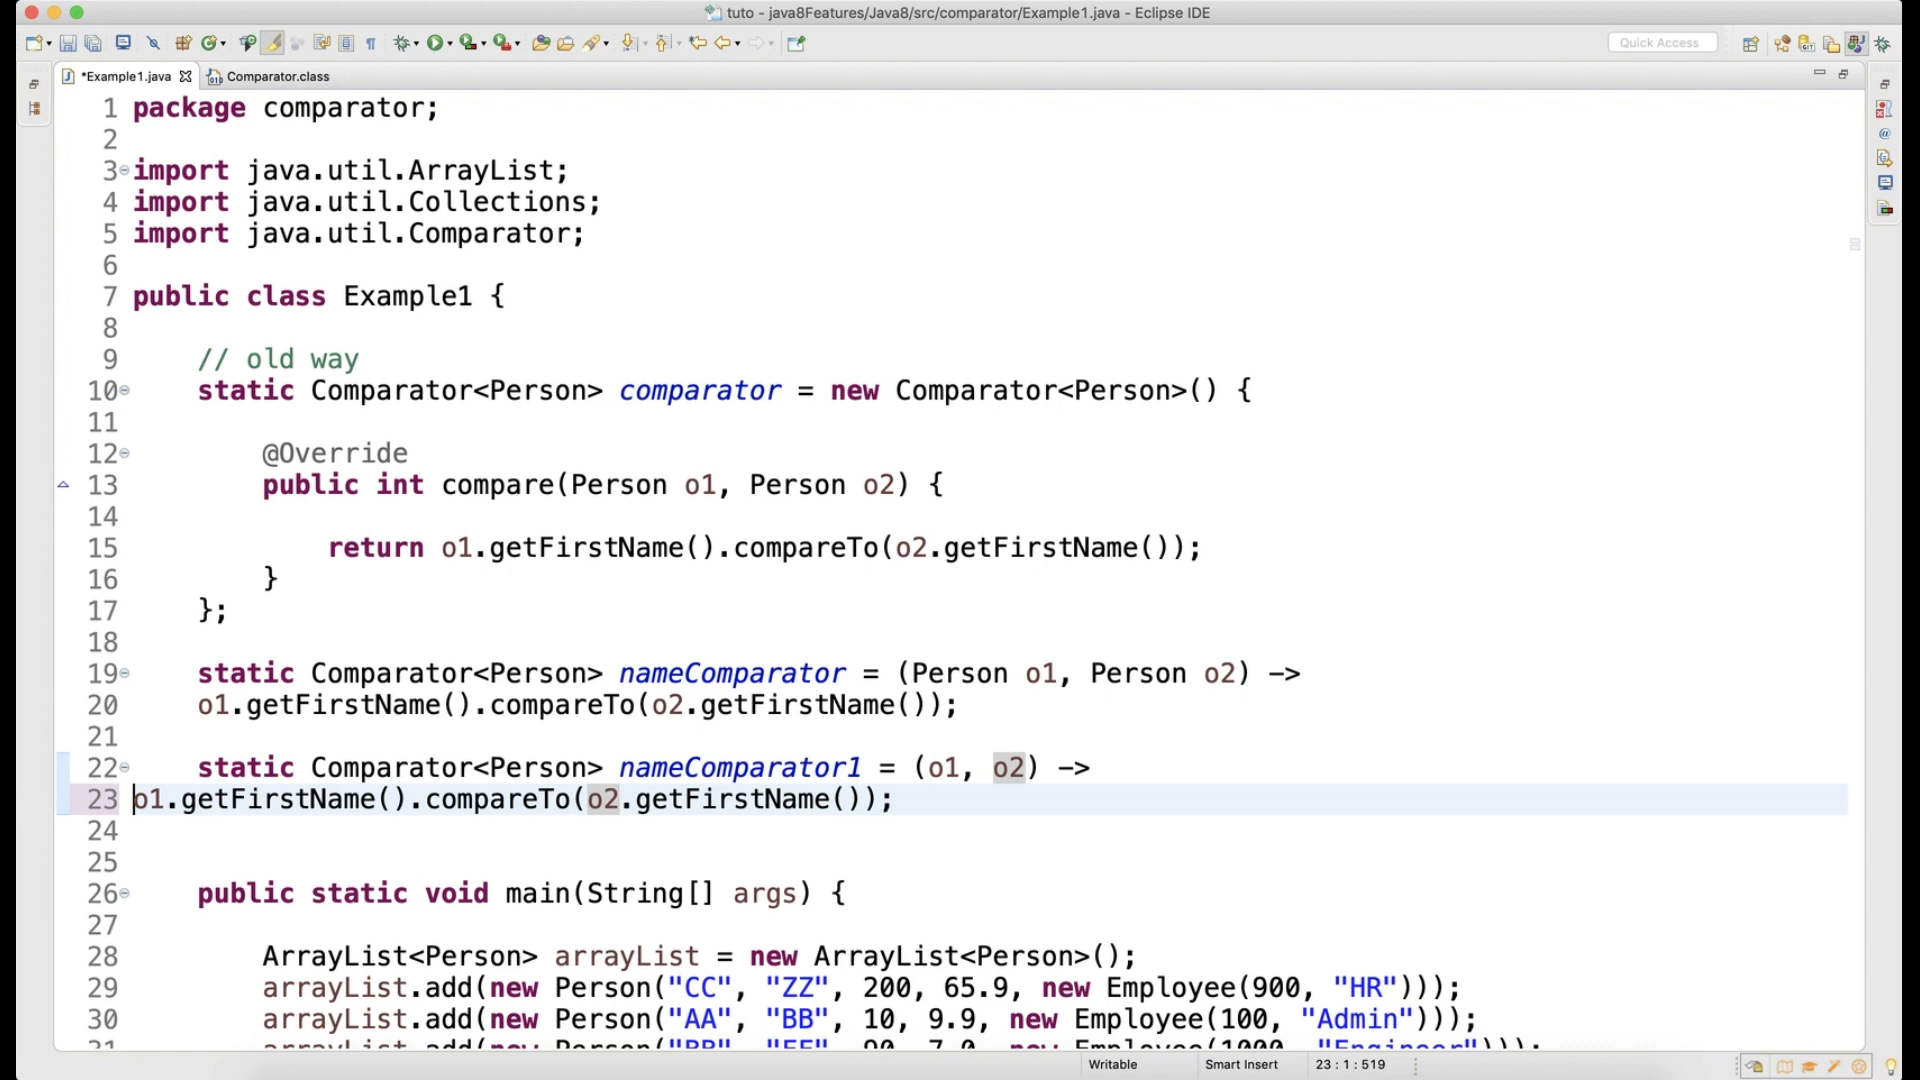 tuto - java8Features/Java8/src/comparator/Example1.java - Eclipse IDE
Quick Access
*Example1.java
Comparator.class
1 package comparator;
2
3 import java.util.ArrayList;
4 import java.util.Collections;
5 import java.util.Comparator;
6
7 public class Example1 {
8
9 // old way
10 static Comparator<Person> comparator = new Comparator<Person>() {
11
12 @Override
13 public int compare(Person o1, Person o2) {
14
15 return o1.getFirstName().compareTo(o2.getFirstName());
16 }
17 };
18
19 static Comparator<Person> nameComparator = (Person o1, Person o2) ->
20 o1.getFirstName().compareTo(o2.getFirstName());
21
22 static Comparator<Person> nameComparator1 = (o1, o2) ->
23 o1.getFirstName().compareTo(o2.getFirstName());
24
25
26 public static void main(String[] args) {
27
28 ArrayList<Person> arrayList = new ArrayList<Person>();
29 arrayList.add(new Person("CC", "ZZ", 200, 65.9, new Employee(900, "HR")));
30 arrayList.add(new Person("AA", "BB", 10, 9.9, new Employee(100, "Admin")));
31 arrayList.add(new Person(
Writable
Smart Insert
23 : 1 : 519